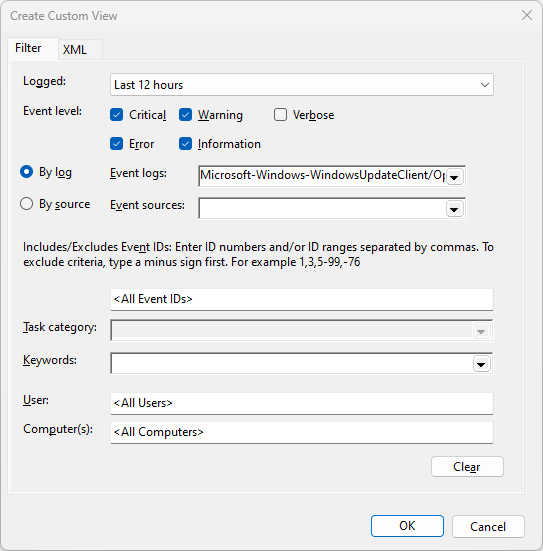 Create Custom View
Filter
XML
Logged:
Last 12 hours
Event level:
Critical
Warning
Verbose
Error
Information
By log
Event logs:
Microsoft-Windows-WindowsUpdateClient/Op
By source
Event sources:
Includes/Excludes Event IDs: Enter ID numbers and/or ID ranges separated by commas. To
exclude criteria, type a minus sign first. For example 1,3,5-99,-76
<All Event IDs>
Task category:
Keywords:
User:
<All Users>
Computer(s):
<All Computers>
Clear
OK
Cancel